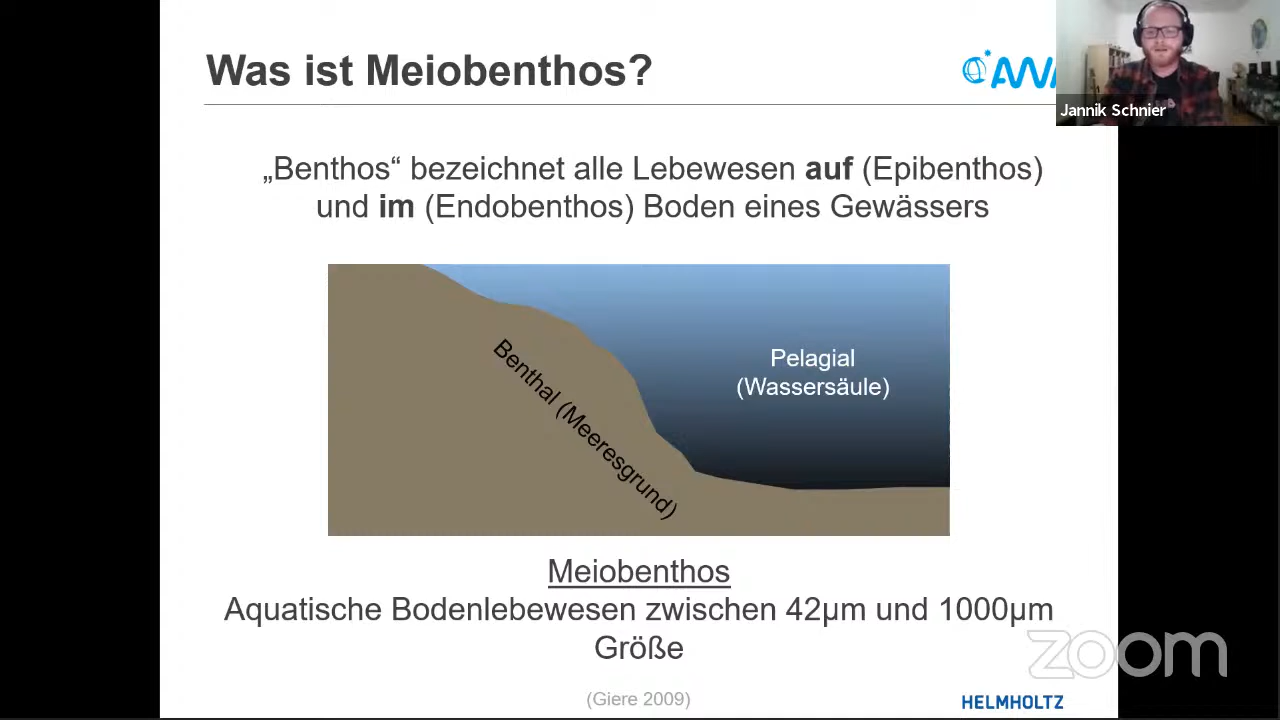 Was ist Meiobenthos?
Jannik Schnier
„Benthos“ bezeichnet alle Lebewesen auf (Epibenthos)
und im (Endobenthos) Boden eines Gewässers
Benthal (Meeresgrund)
Pelagial
(Wassersäule)
Meiobenthos
Aquatische Bodenlebewesen zwischen 42µm und 1000µm
Größe
zoom
(Giere 2009)
HELMHOLTZ